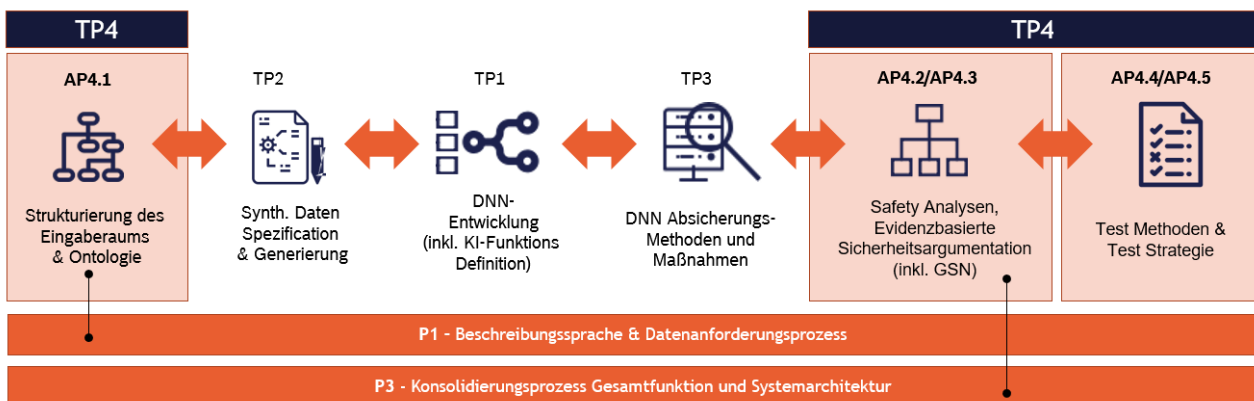 TP4
TP4
AP4.1
TP2
TP1
TP3
AP4.2/AP4.3
AP4.4/AP4.5
Strukturierung des
Eingaberaums
& Ontologie
Synth. Daten
Spezification
& Generierung
DNN-
Entwicklung
(inkl. KI-Funktions
Definition)
DNN Absicherungs-
Methoden und
Maßnahmen
Safety Analysen,
Evidenzbasierte
Sicherheitsargumentation
(inkl. GSN)
Test Methoden &
Test Strategie
P1 - Beschreibungssprache & Datenanforderungsprozess
P3 - Konsolidierungsprozess Gesamtfunktion und Systemarchitektur